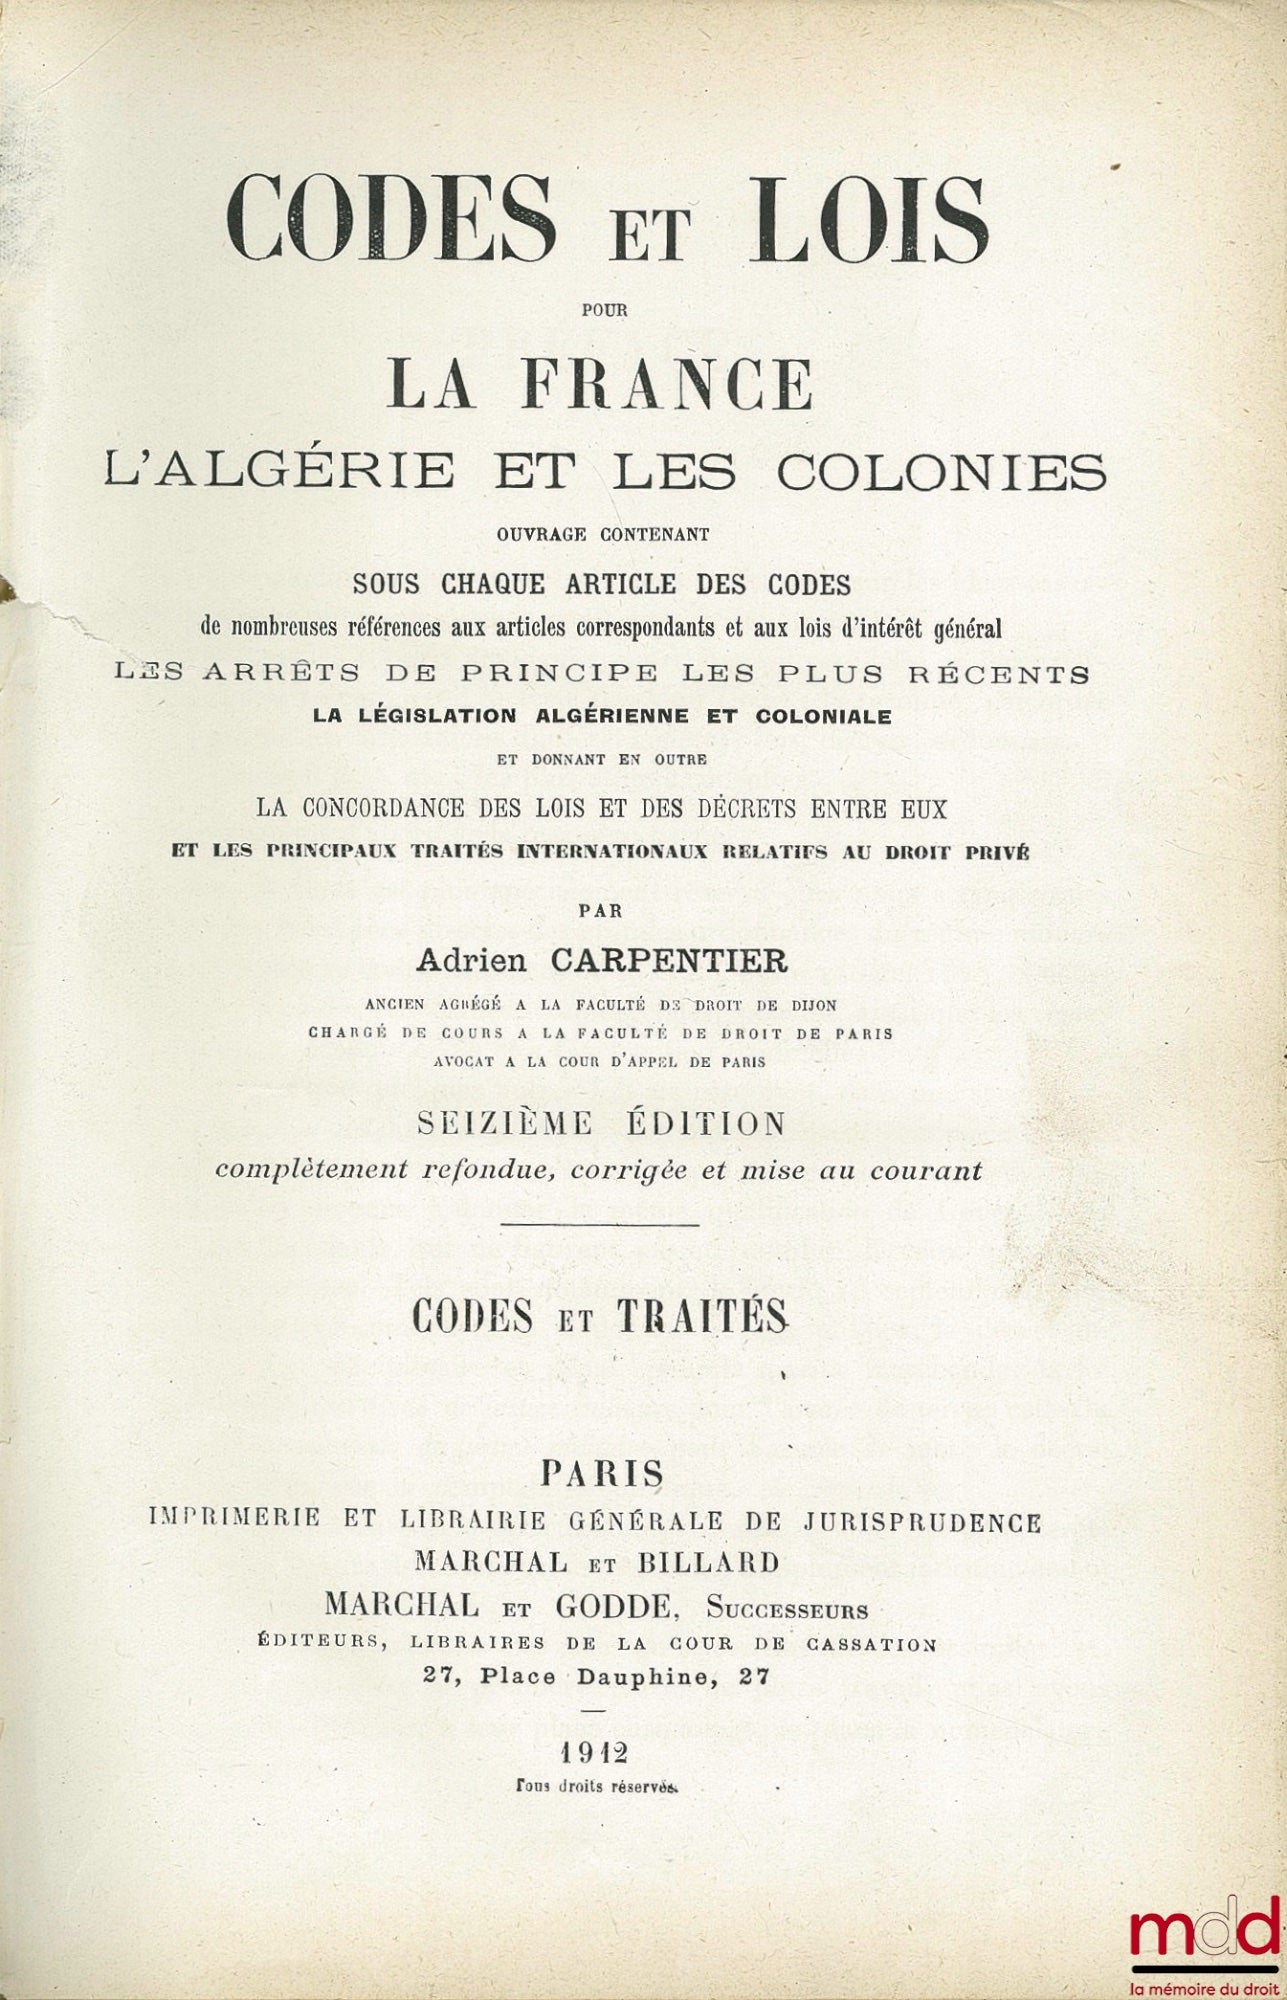 CODES ET LOIS
POUR
LA FRANCE
L'ALGÉRIE ET LES COLONIES
OUVRAGE CONTENANT
SOUS CHAQUE ARTICLE DES CODES
de nombreuses références aux articles correspondants et aux lois d'intérêt général
LES ARRÊTS DE PRINCIPE LES PLUS RÉCENTS
LA LÉGISLATION ALGÉRIENNE ET COLONIALE
ET DONNANT EN OUTRE
LA CONCORDANCE DES LOIS ET DES DÉCRETS ENTRE EUX
ET LES PRINCIPAUX TRAITÉS INTERNATIONAUX RELATIFS AU DROIT PRIVÉ
PAR
Adrien CARPENTIER
ANCIEN AGRÉGÉ A LA FACULTÉ DE DROIT DE DIJON
CHARGÉ DE COURS A LA FACULTÉ DE DROIT DE PARIS
AVOCAT A LA COUR D'APPEL DE PARIS
SEIZIÈME ÉDITION
complètement refondue, corrigée et mise au courant
CODES ET TRAITÉS
PARIS
IMPRIMERIE ET LIBRAIRIE GÉNÉRALE DE JURISPRUDENCE
MARCHAL ET BILLARD
MARCHAL ET GODDE, SUCCESSEURS
ÉDITEURS, LIBRAIRES DE LA COUR DE CASSATION
27, Place Dauphine, 27
1912
Tous droits réservés.
mdd
la mémoire du droit